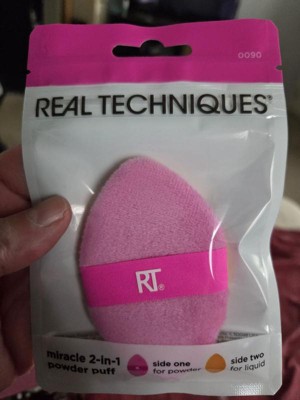 0090
REAL TECHNIQUES®
RT®
miracle 2-in-1
powder puff
side one
for powder
side two
for liquid